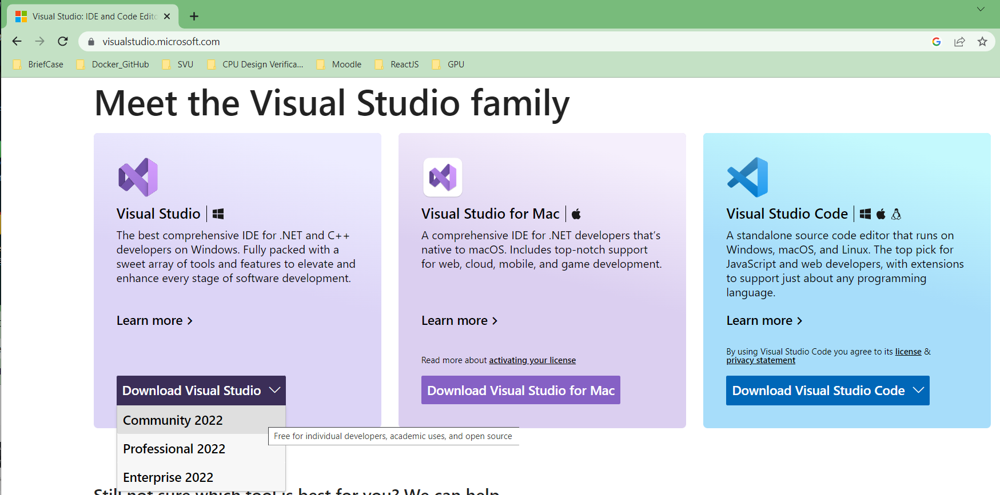 Visual Studio: IDE and Code Edito
visualstudio.microsoft.com
BriefCase
Docker_GitHub
SVU
CPU Design Verifica...
Moodle
ReactJS
GPU
Meet the Visual Studio family
Visual Studio
The best comprehensive IDE for .NET and C++
developers on Windows. Fully packed with a
sweet array of tools and features to elevate and
enhance every stage of software development.
Learn more
Download Visual Studio
Community 2022
Professional 2022
Enterprise 2022
Free for individual developers, academic uses, and open source
Visual Studio for Mac
A comprehensive IDE for .NET developers that's
native to macOS. Includes top-notch support
for web, cloud, mobile, and game development.
Learn more
Read more about activating your license
Download Visual Studio for Mac
Visual Studio Code
A standalone source code editor that runs on
Windows, macOS, and Linux. The top pick for
JavaScript and web developers, with extensions
to support just about any programming
language.
Learn more
By using Visual Studio Code you agree to its license &
privacy statement
Download Visual Studio Code
Still not sure which tool is best for you? We can help